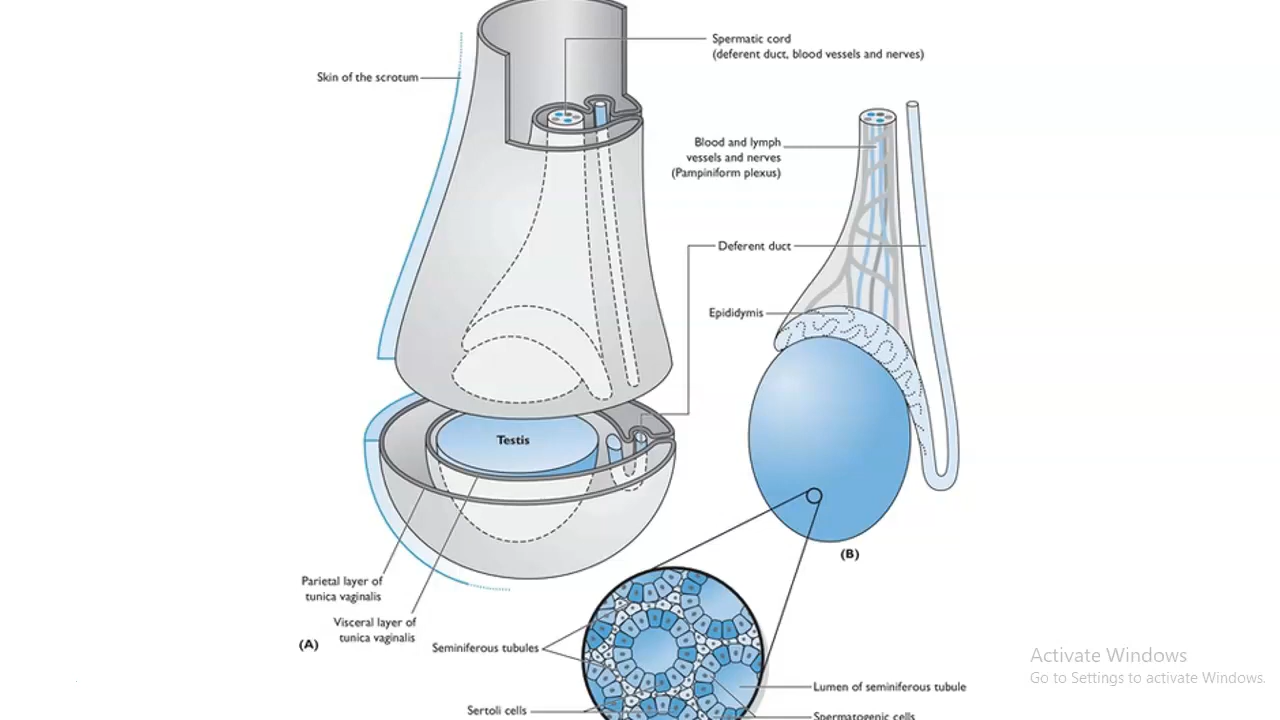 Spermatic cord
(deferent duct, blood vessels and nerves)
Skin of the scrotum
Blood and lymph
vessels and nerves
(Pampiniform plexus)
Deferent duct
Epididymis
Testis
(B)
Parietal layer of
tunica vaginalis
Visceral layer of
tunica vaginalis
(A)
Seminiferous tubules
Activate Windows
Go to Settings to activate Windows.
Lumen of seminiferous tubule
Sertoli cells
Spermatogenic cells